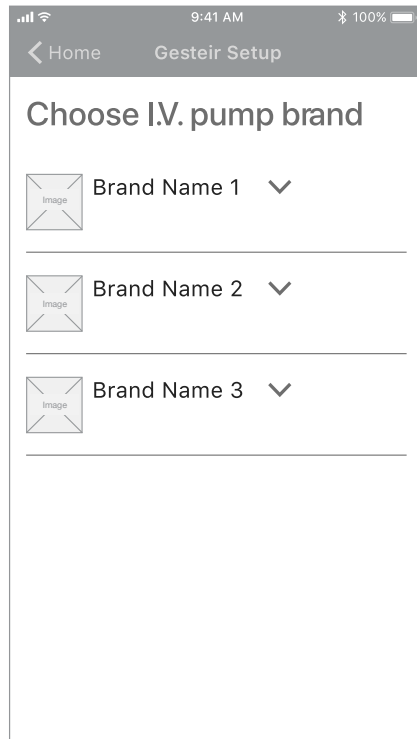 9:41 AM 100%
Home Gesteir Setup
Choose I.V. pump brand
Image Brand Name 1
Image Brand Name 2
Image Brand Name 3